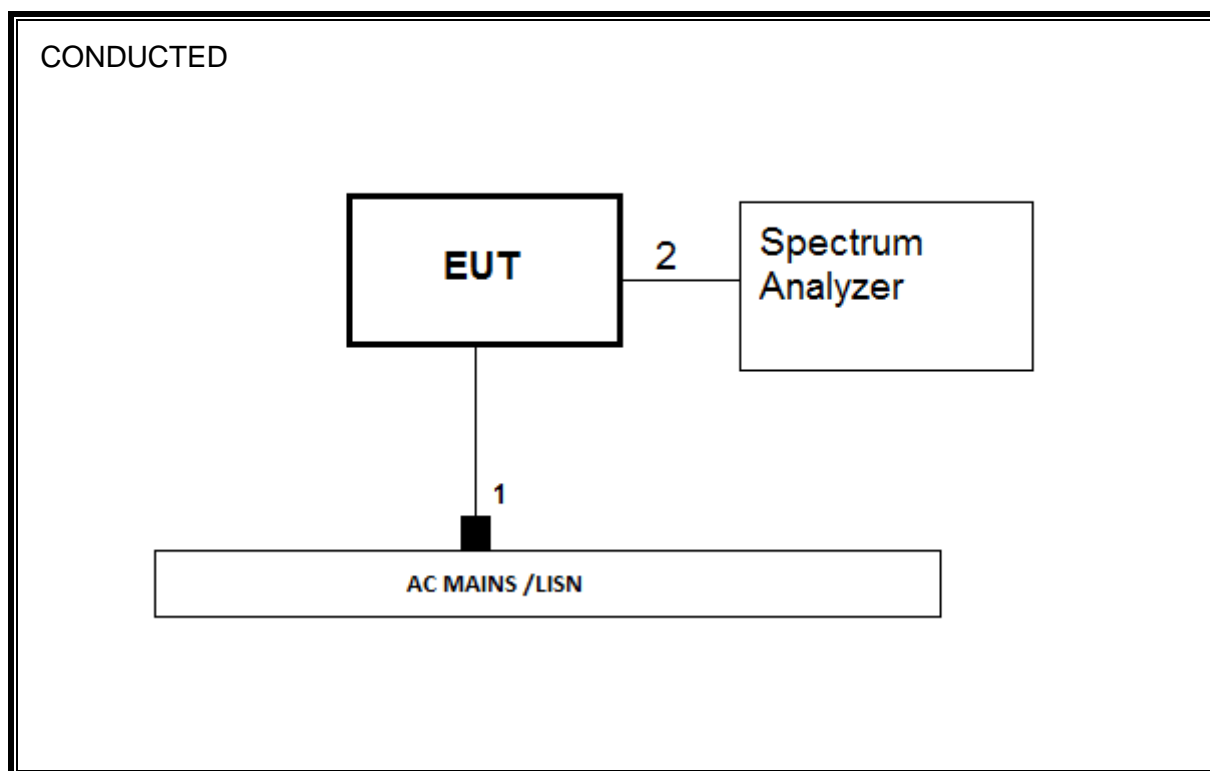 CONDUCTED
EUT
2
Spectrum
Analyzer
1
AC MAINS /LISN